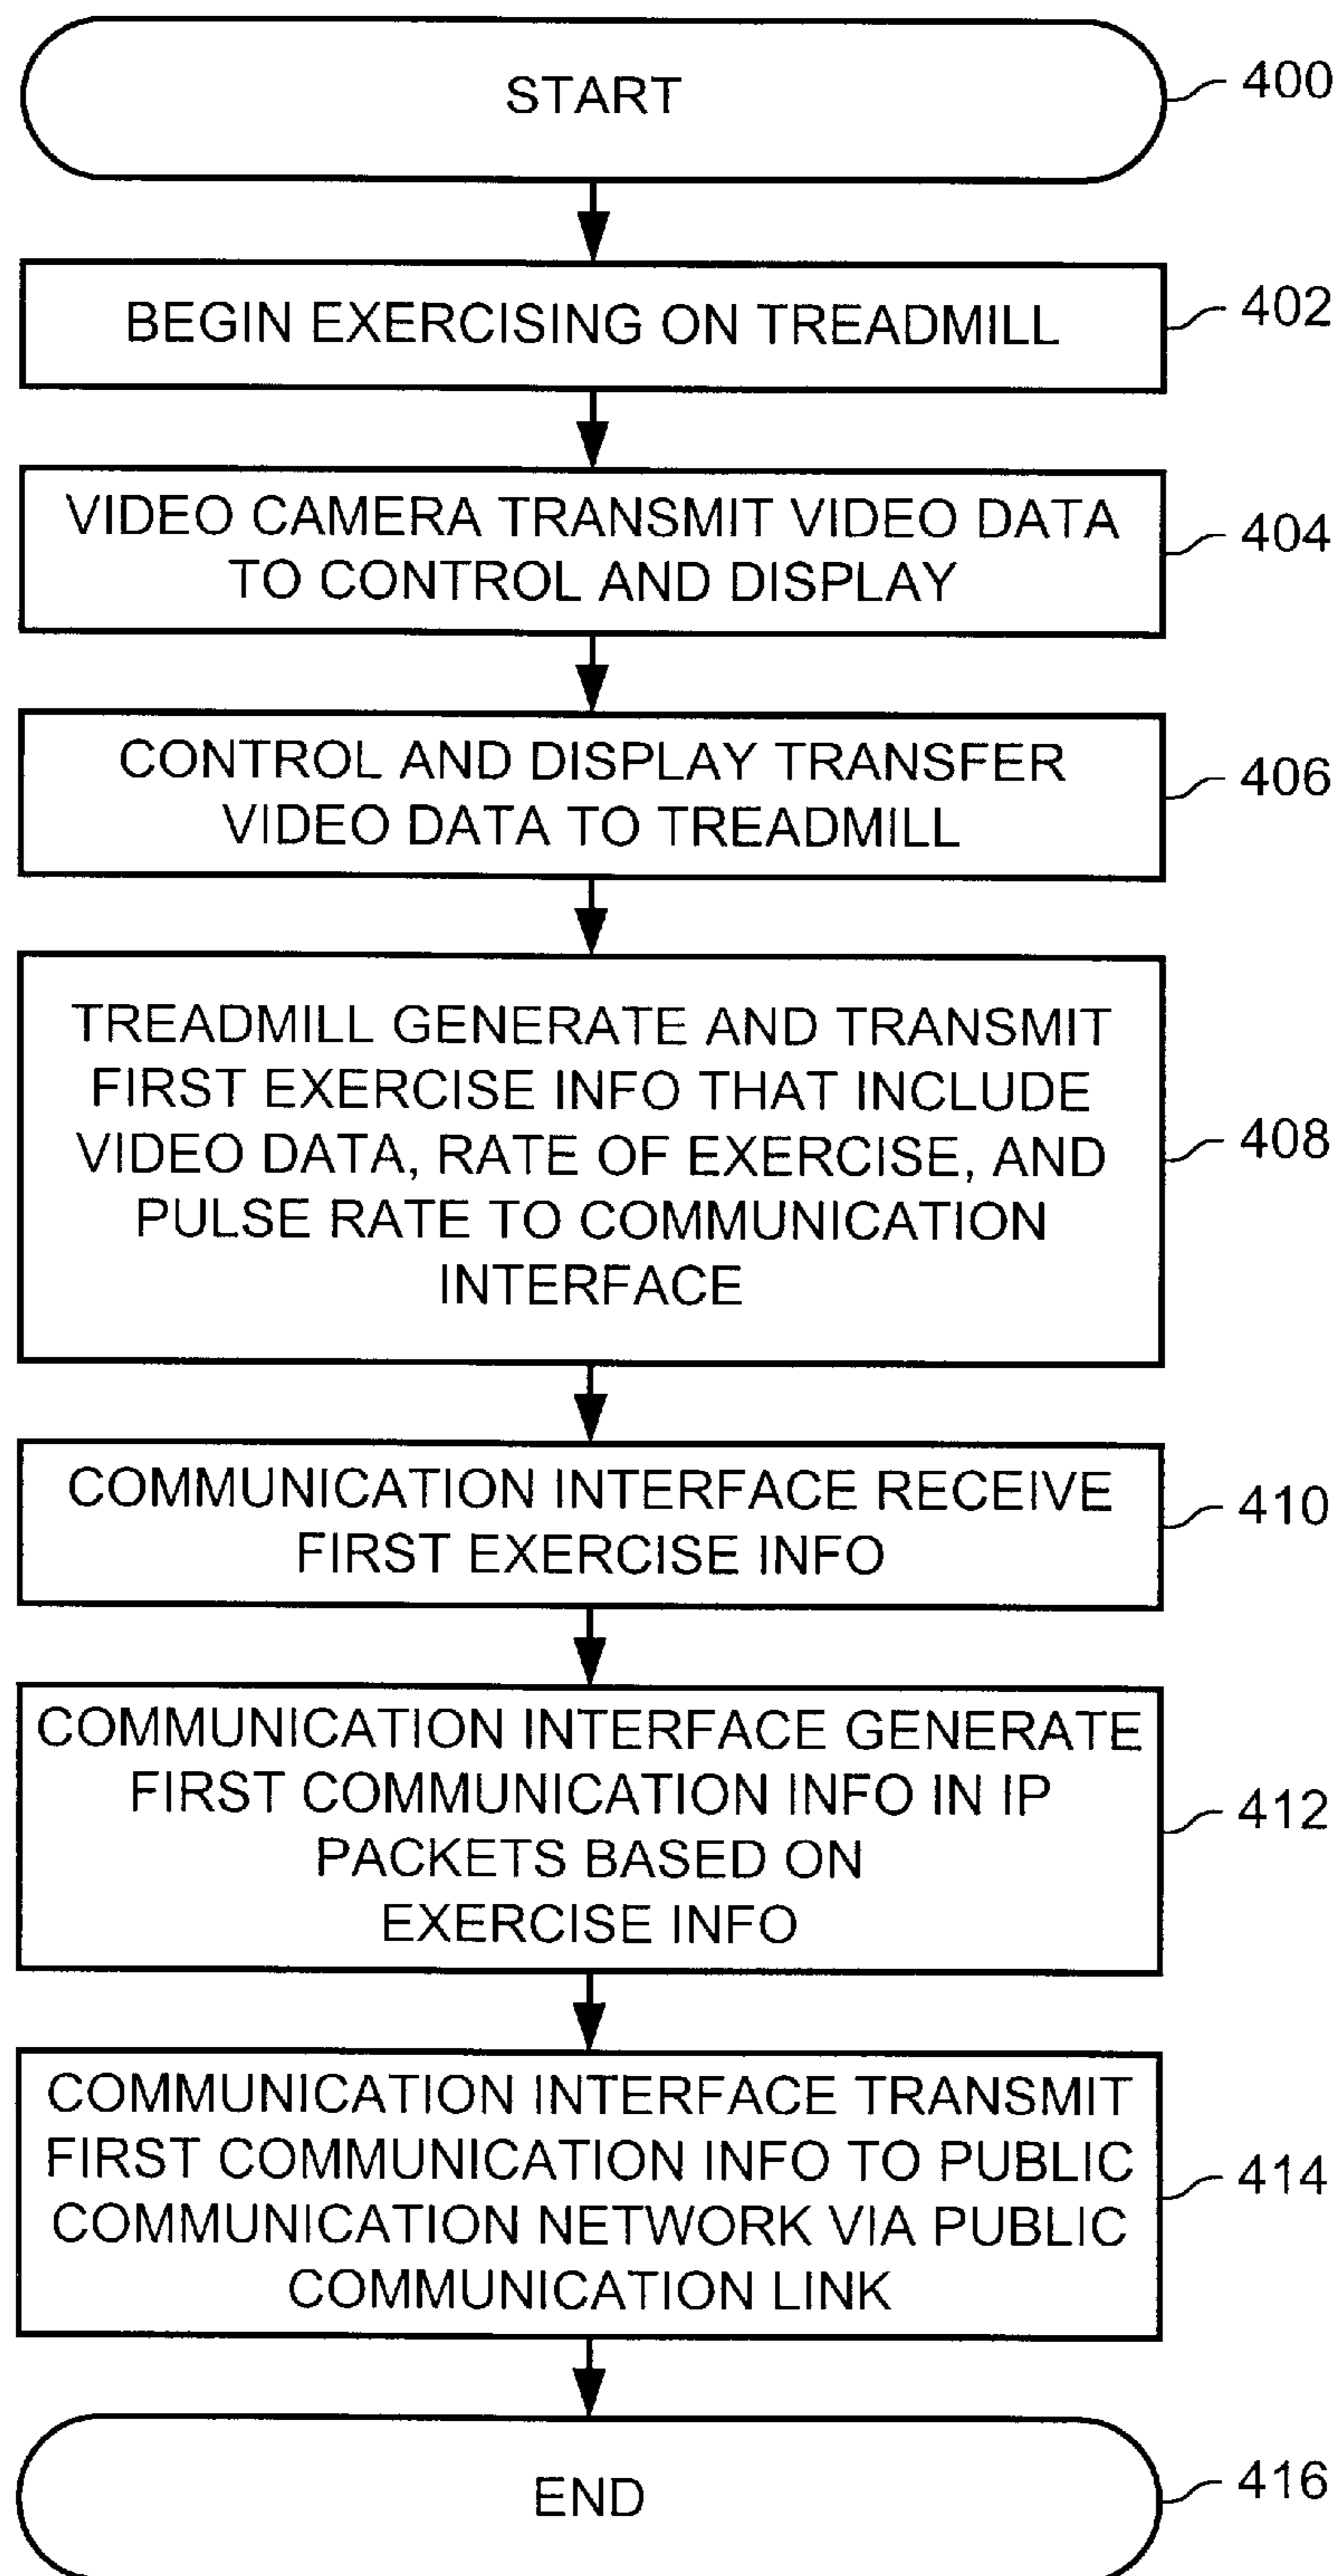 START
400
BEGIN EXERCISING ON TREADMILL
402
VIDEO CAMERA TRANSMIT VIDEO DATA
TO CONTROL AND DISPLAY
404
CONTROL AND DISPLAY TRANSFER
VIDEO DATA TO TREADMILL
406
TREADMILL GENERATE AND TRANSMIT
FIRST EXERCISE INFO THAT INCLUDE
VIDEO DATA, RATE OF EXERCISE, AND
PULSE RATE TO COMMUNICATION
INTERFACE
408
COMMUNICATION INTERFACE RECEIVE
FIRST EXERCISE INFO
410
COMMUNICATION INTERFACE GENERATE
FIRST COMMUNICATION INFO IN IP
PACKETS BASED ON
EXERCISE INFO
412
COMMUNICATION INTERFACE TRANSMIT
FIRST COMMUNICATION INFO TO PUBLIC
COMMUNICATION NETWORK VIA PUBLIC
COMMUNICATION LINK
414
END
416